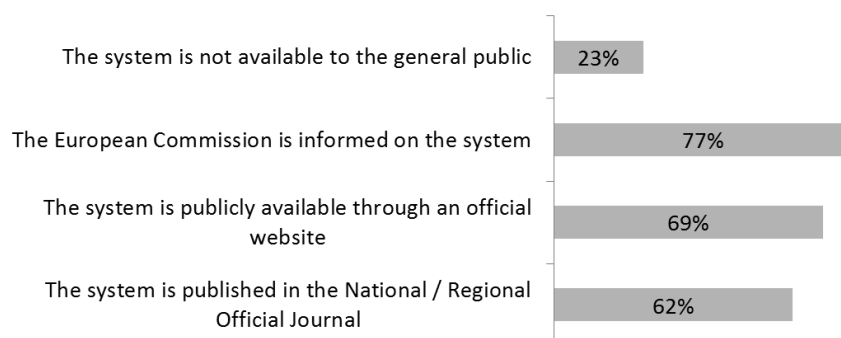 The system is not available to the general public
23%
The European Commission is informed on the system
77%
The system is publicly available through an official
website
69%
The system is published in the National / Regional
Official Journal
62%